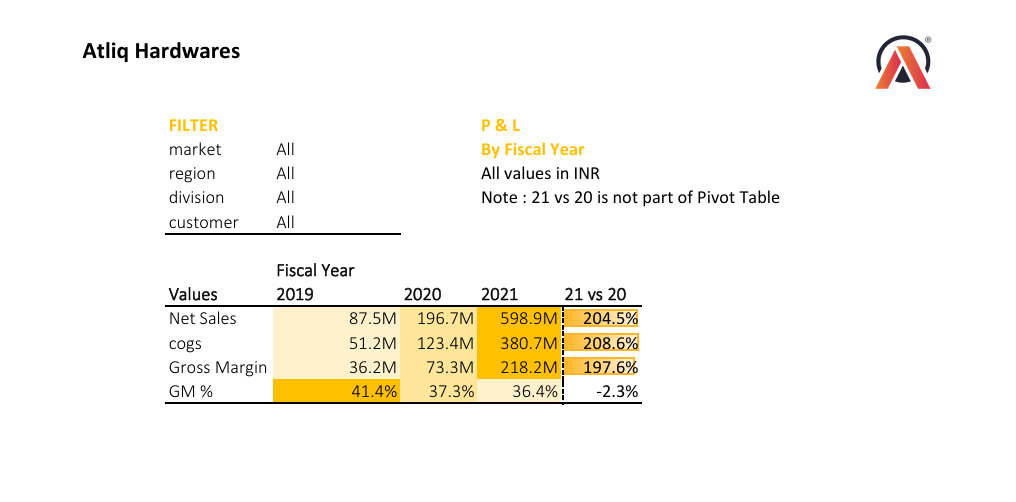 Atliq Hardwares
®
FILTER
market All
region All
division All
customer All
P & L
By Fiscal Year
All values in INR
Note : 21 vs 20 is not part of Pivot Table
Fiscal Year
Values 2019 2020 2021 21 vs 20
Net Sales 87.5M 196.7M 598.9M 204.5%
cogs 51.2M 123.4M 380.7M 208.6%
Gross Margin 36.2M 73.3M 218.2M 197.6%
GM % 41.4% 37.3% 36.4% -2.3%